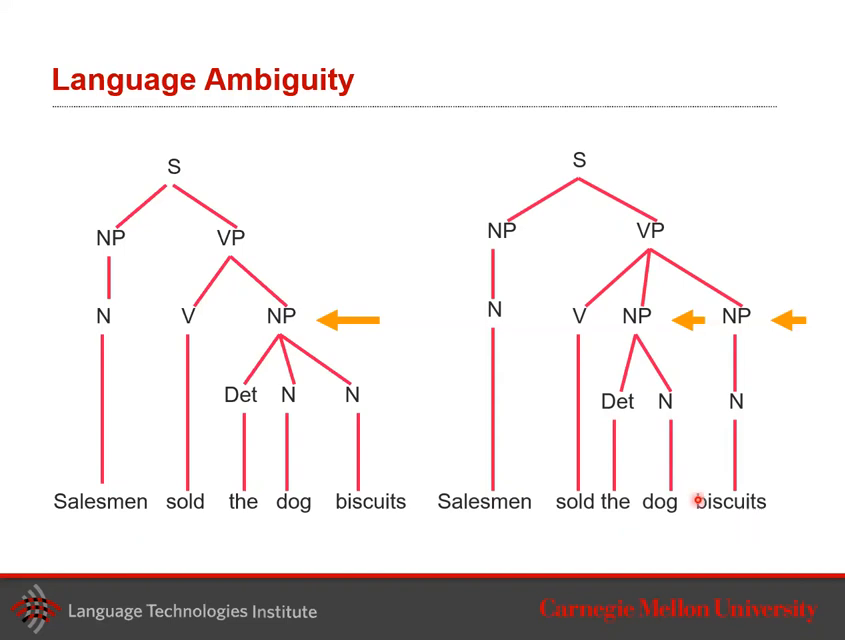 Language Ambiguity
S
NP VP
N V NP
Det N N
Salesmen sold the dog biscuits
S
NP VP
N V NP NP
Det N N
Salesmen sold the dog biscuits
Language Technologies Institute
Carnegie Mellon University